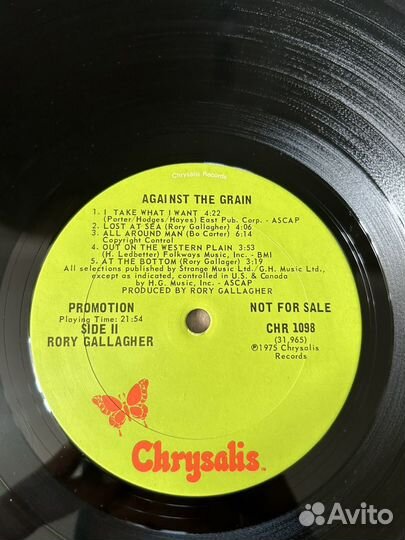 Chrysalis Records
AGAINST THE GRAIN
1. I TAKE WHAT I WANT 4:22
(Porter/Hodges/Hayes) East Pub. Corp. - ASCAP
2. LOST AT SEA (Rory Gallagher) 4:06
3. ALL AROUND MAN (Bo Carter) 6:14
Copyright Control
4. OUT ON THE WESTERN PLAIN 3:53
(H. Ledbetter) Folkways Music, Inc. - BMI
5. AT THE BOTTOM (Rory Gallager) 3:19
All selections published by Strange Music Ltd./G.H. Music Ltd.,
except as indicated, controlled in U.S. & Canada
by H.G. Music, Inc. - ASCAP
PRODUCED BY RORY GALLAGHER
PROMOTION
Playing Time: 21:54
SIDE II
RORY GALLAGHER
NOT FOR SALE
CHR 1098
(31,965)
℗1975 Chrysalis
Records
Chrysalis™
Avito